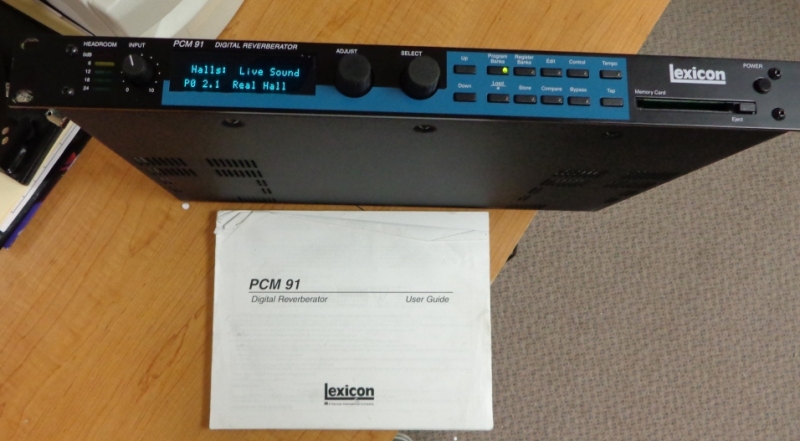 HEADROOM INPUT PCM 91 DIGITAL REVERBERATOR ADJUST SELECT
0dB
6
12
18
24
0 10
Halls: Live Sound
P0 2.1 Real Hall
Up Program Banks Register Banks Edit Control Tempo
Down Load Store Compare Bypass Tap
lexicon
POWER
Memory Card
Eject
PCM 91
Digital Reverberator User Guide
lexicon